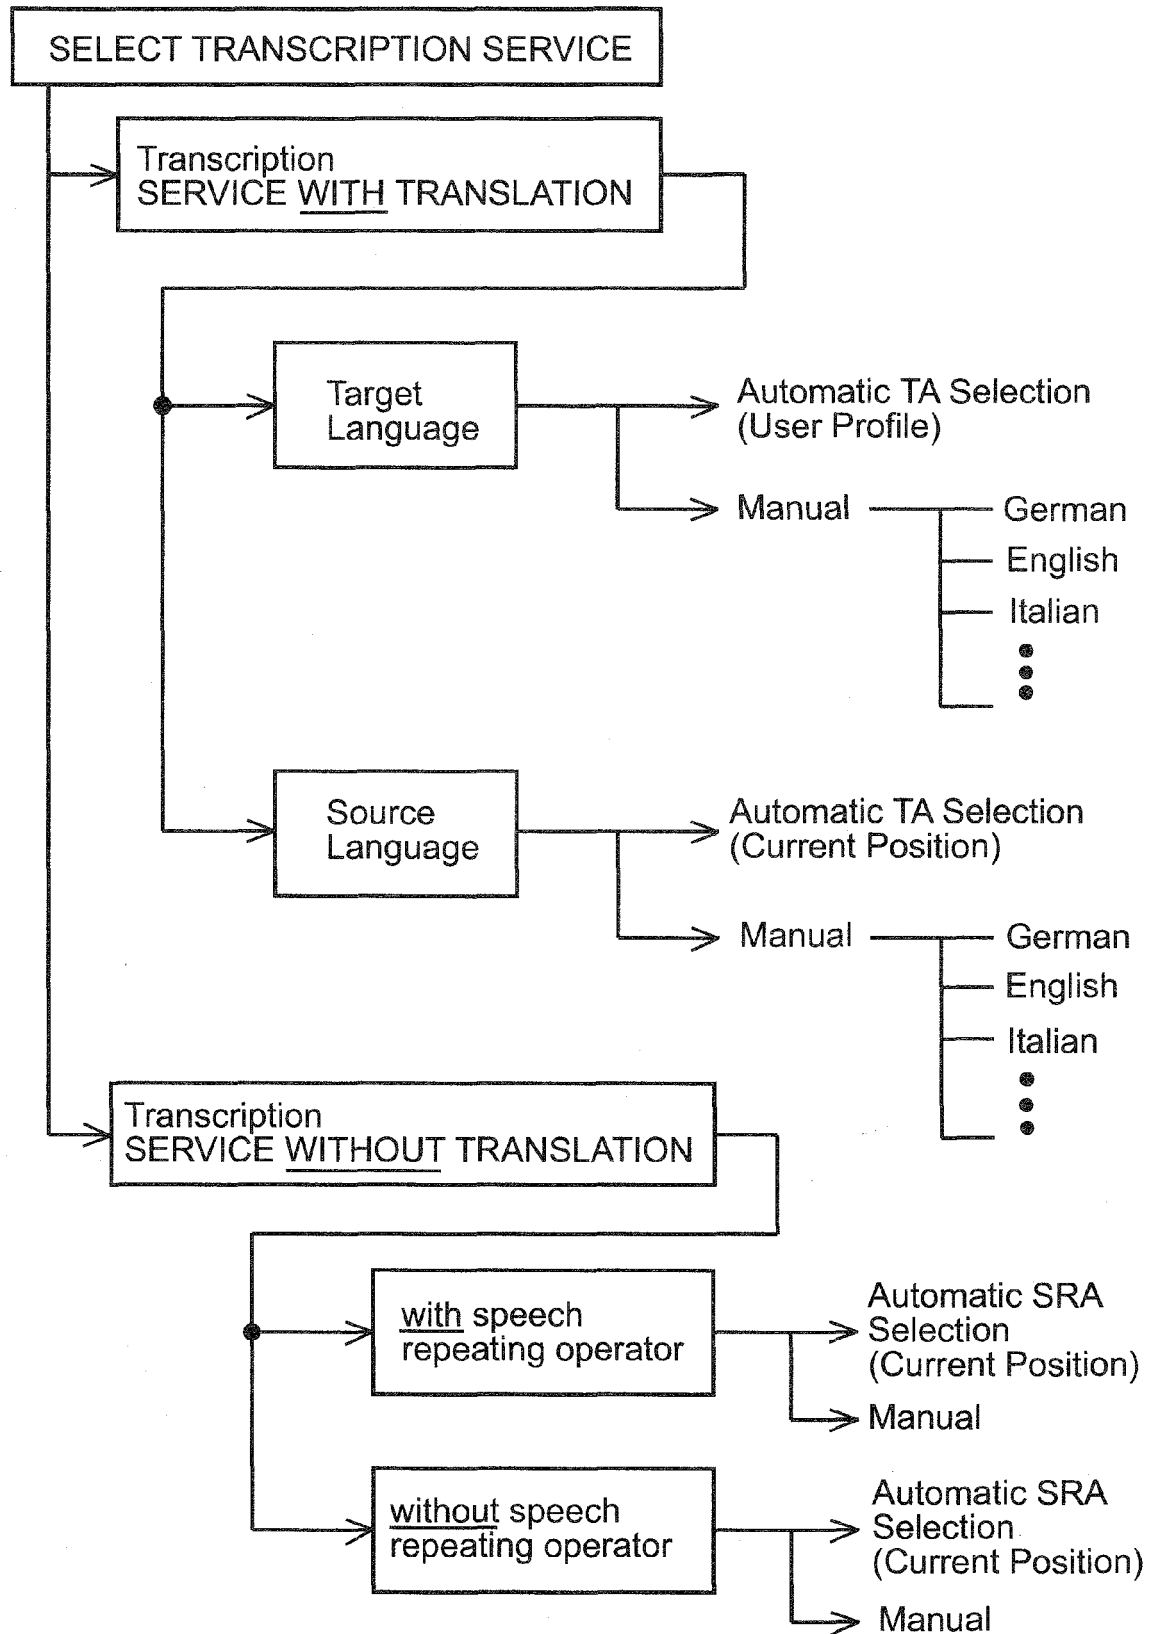 SELECT TRANSCRIPTION SERVICE
Transcription
SERVICE WITH TRANSLATION
Target
Language
Automatic TA Selection
(User Profile)
Manual
German
English
Italian
Source
Language
Automatic TA Selection
(Current Position)
Manual
German
English
Italian
Transcription
SERVICE WITHOUT TRANSLATION
with speech
repeating operator
Automatic SRA
Selection
(Current Position)
Manual
without speech
repeating operator
Automatic SRA
Selection
(Current Position)
Manual